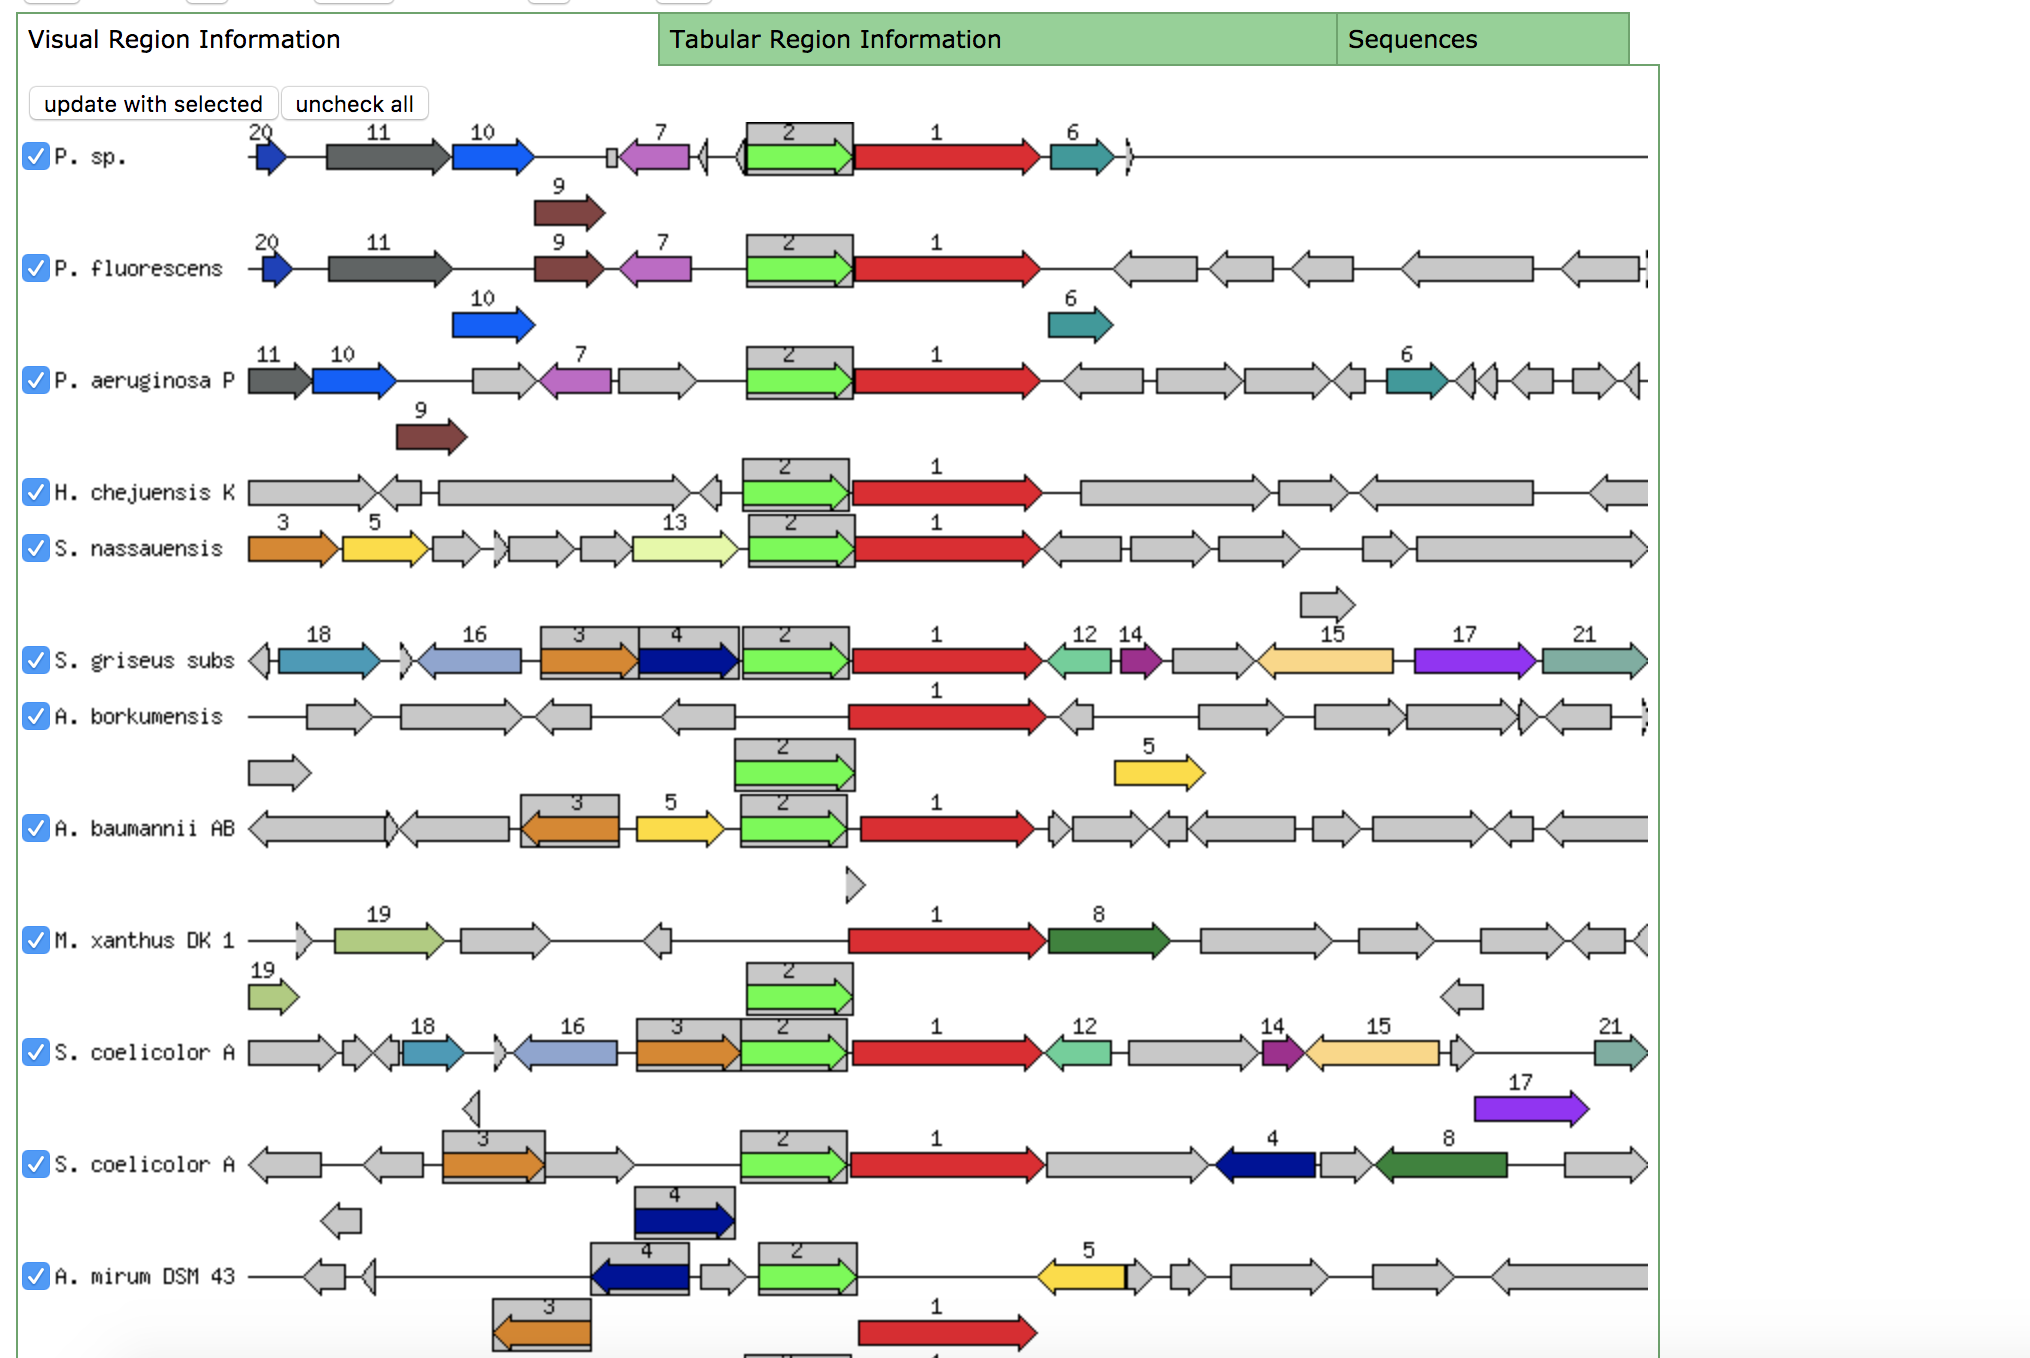 Visual Region Information Tabular Region Information Sequences
update with selected uncheck all
20 11 10 7 2 1 6
P. sp.
9
20 11 9 7 2 1
P. fluorescens
10 6
11 10 7 2 1 6
P. aeruginosa P
9
2 1
H. chejuensis K
3 5 13 2 1
S. nassauensis
18 16 3 4 2 1 12 14 15 17 21
S. griseus subs
1
A. borkumensis
2 5
3 5 2 1
A. baumannii AB
19 1 8
M. xanthus DK 1
19 2
18 16 3 2 1 12 14 15 21
S. coelicolor A
17
3 2 1 4 8
S. coelicolor A
4
4 2 5
A. mirum DSM 43
3 1